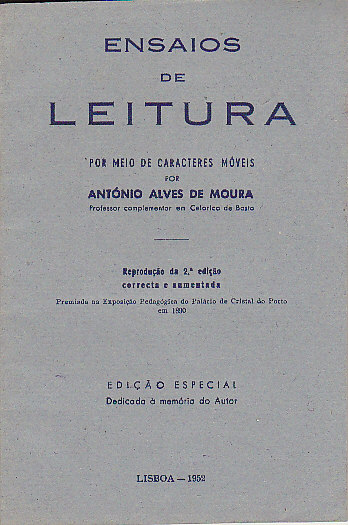 ENSAIOS
DE
LEITURA
POR MEIO DE CARACTERES MÓVEIS
POR
ANTÓNIO ALVES DE MOURA
Professor complementar em Celorico de Basto
Reprodução da 2.ª edição
correcta e aumentada
Premiada na Exposição Pedagógica do Palácio de Cristal do Porto
em 1890
EDIÇÃO ESPECIAL
Dedicada à memória do Autor
LISBOA — 1952